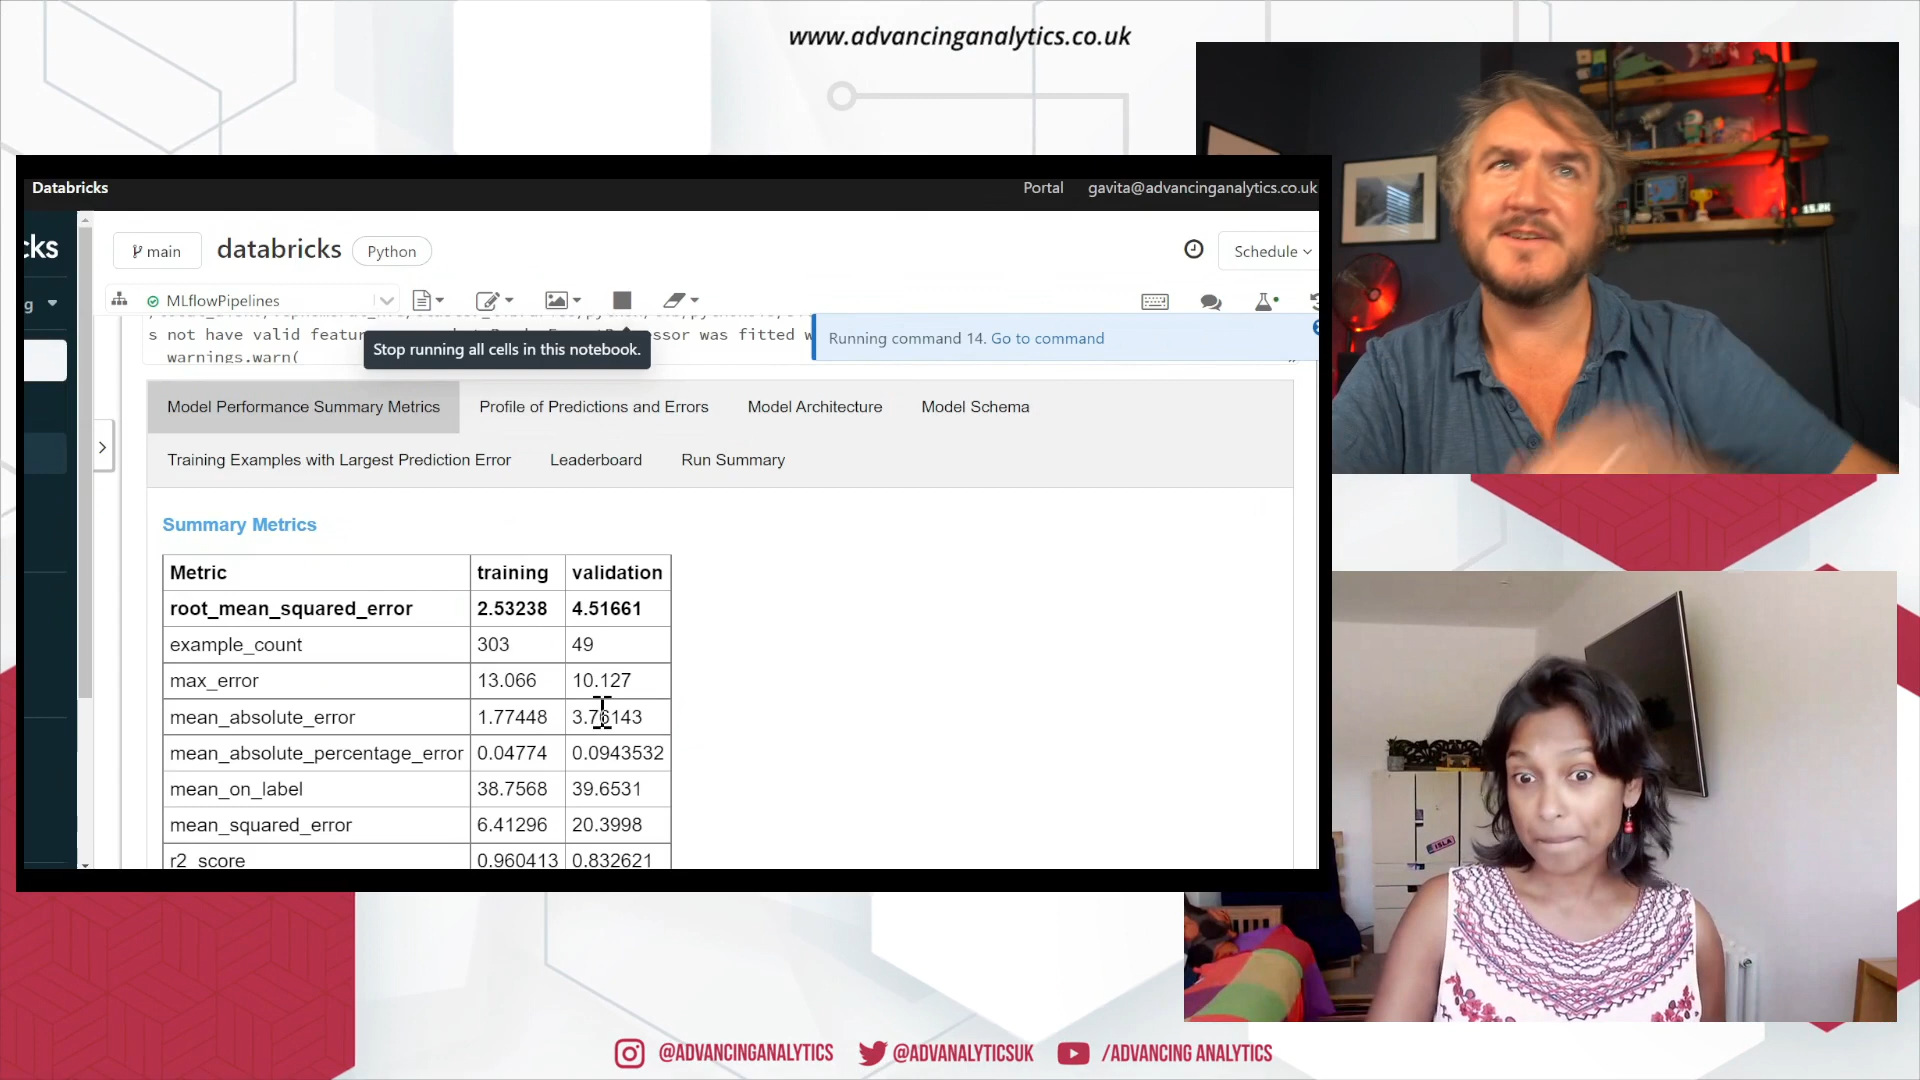 www.advancinganalytics.co.uk
Databricks
Portal
gavita@advancinganalytics.co.uk
cks
main
databricks
Python
Schedule
g
MLflowPipelines
s not have valid featur
ssor was fitted w
warnings.warn(
Stop running all cells in this notebook.
Running command 14. Go to command
Model Performance Summary Metrics
Profile of Predictions and Errors
Model Architecture
Model Schema
Training Examples with Largest Prediction Error
Leaderboard
Run Summary
Summary Metrics
Metric training validation
root_mean_squared_error 2.53238 4.51661
example_count 303 49
max_error 13.066 10.127
mean_absolute_error 1.77448 3.76143
mean_absolute_percentage_error 0.04774 0.0943532
mean_on_label 38.7568 39.6531
mean_squared_error 6.41296 20.3998
r2_score 0.960413 0.832621
ISLA
@ADVANCINGANALYTICS
@ADVANALYTICSUK
/ADVANCING ANALYTICS